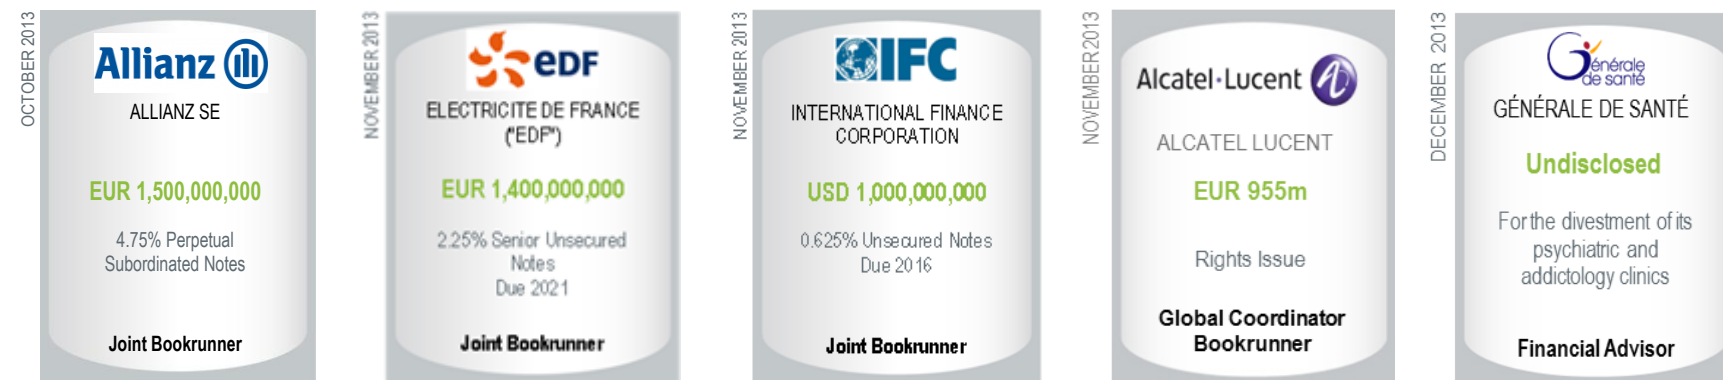 OCTOBER 2013
Allianz
ALLIANZ SE
EUR 1,500,000,000
4.75% Perpetual
Subordinated Notes
Joint Bookrunner
NOVEMBER 2013
eDF
ELECTRICITE DE FRANCE
("EDF")
EUR 1,400,000,000
2.25% Senior Unsecured
Notes
Due 2021
Joint Bookrunner
NOVEMBER 2013
IFC
INTERNATIONAL FINANCE
CORPORATION
USD 1,000,000,000
0.625% Unsecured Notes
Due 2016
Joint Bookrunner
NOVEMBER 2013
Alcatel·Lucent
ALCATEL LUCENT
EUR 955m
Rights Issue
Global Coordinator
Bookrunner
DECEMBER 2013
Générale
de santé
GÉNÉRALE DE SANTÉ
Undisclosed
For the divestment of its
psychiatric and
addictology clinics
Financial Advisor